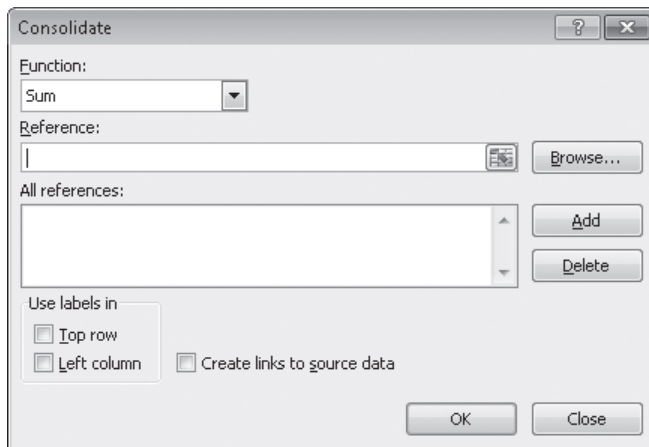 Consolidate
Function:
Sum
Reference:
Browse...
All references:
Add
Delete
Use labels in
Top row
Left column
Create links to source data
OK
Close